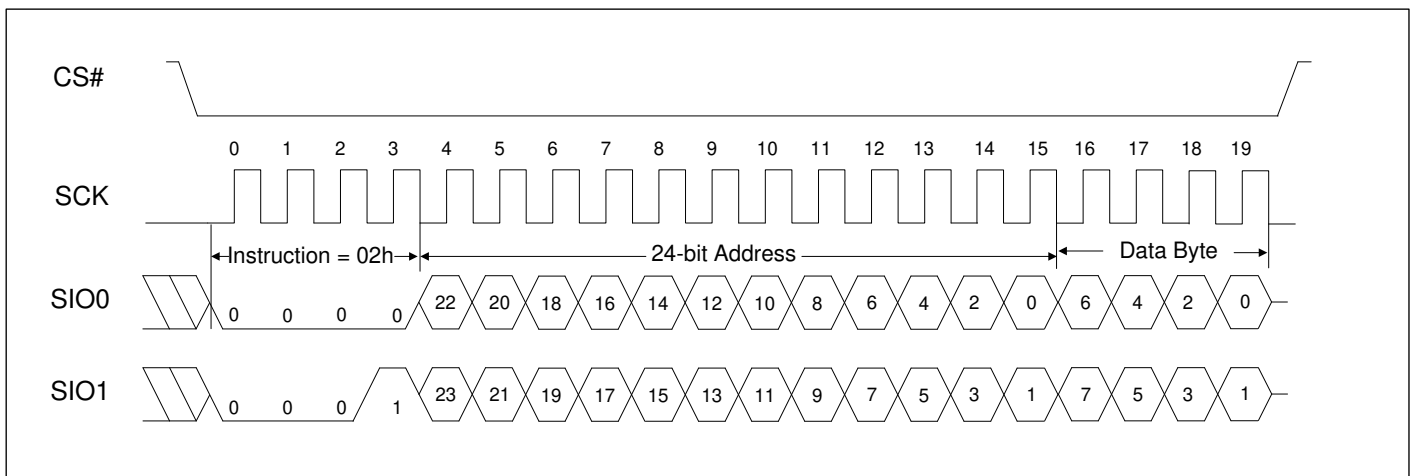 CS#
0 1 2 3 4 5 6 7 8 9 10 11 12 13 14 15 16 17 18 19
SCK
Instruction = 02h 24-bit Address Data Byte
SIO0 0 0 0 0 22 20 18 16 14 12 10 8 6 4 2 0 6 4 2 0
SIO1 0 0 0 1 23 21 19 17 15 13 11 9 7 5 3 1 7 5 3 1